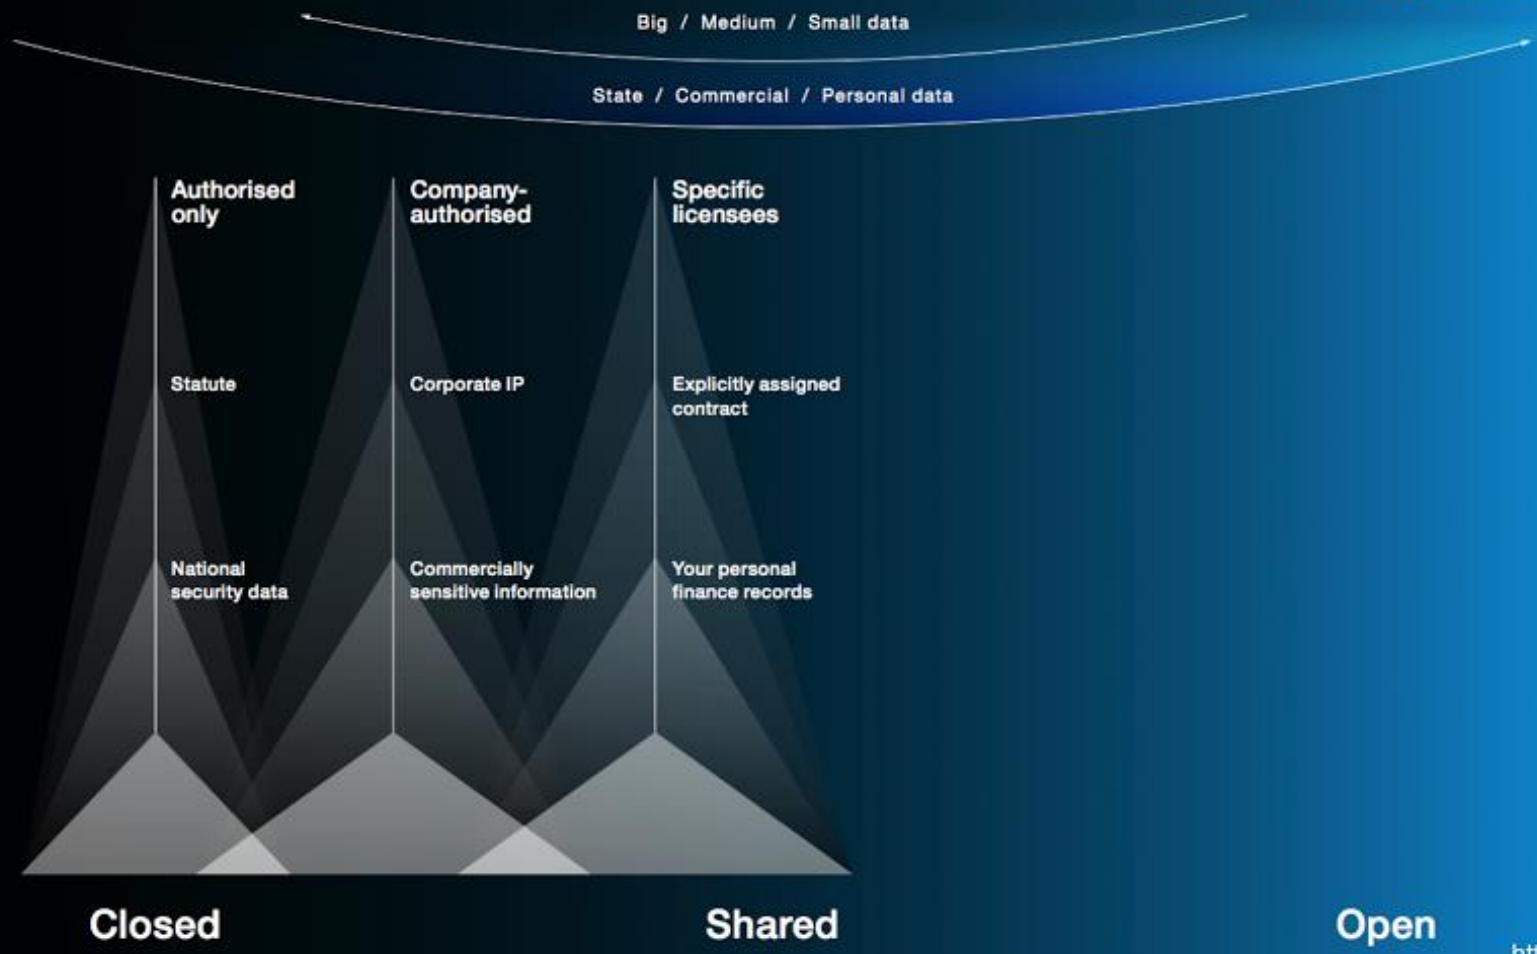 Big / Medium / Small data
State / Commercial / Personal data
Authorised
only
Company-
authorised
Specific
licensees
Statute
Corporate IP
Explicitly assigned
contract
National
security data
Commercially
sensitive information
Your personal
finance records
Closed
Shared
Open